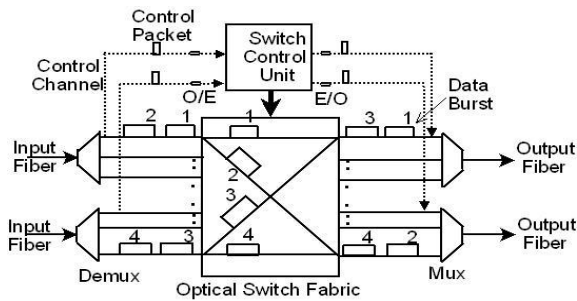 Control
Packet
Switch
Control
Unit
Control
Channel
O/E
E/O
Data
Burst
2
1
1
3
1
Input
Fiber
2
Output
Fiber
3
Input
Fiber
Output
Fiber
4
3
4
4
2
Demux
Mux
Optical Switch Fabric